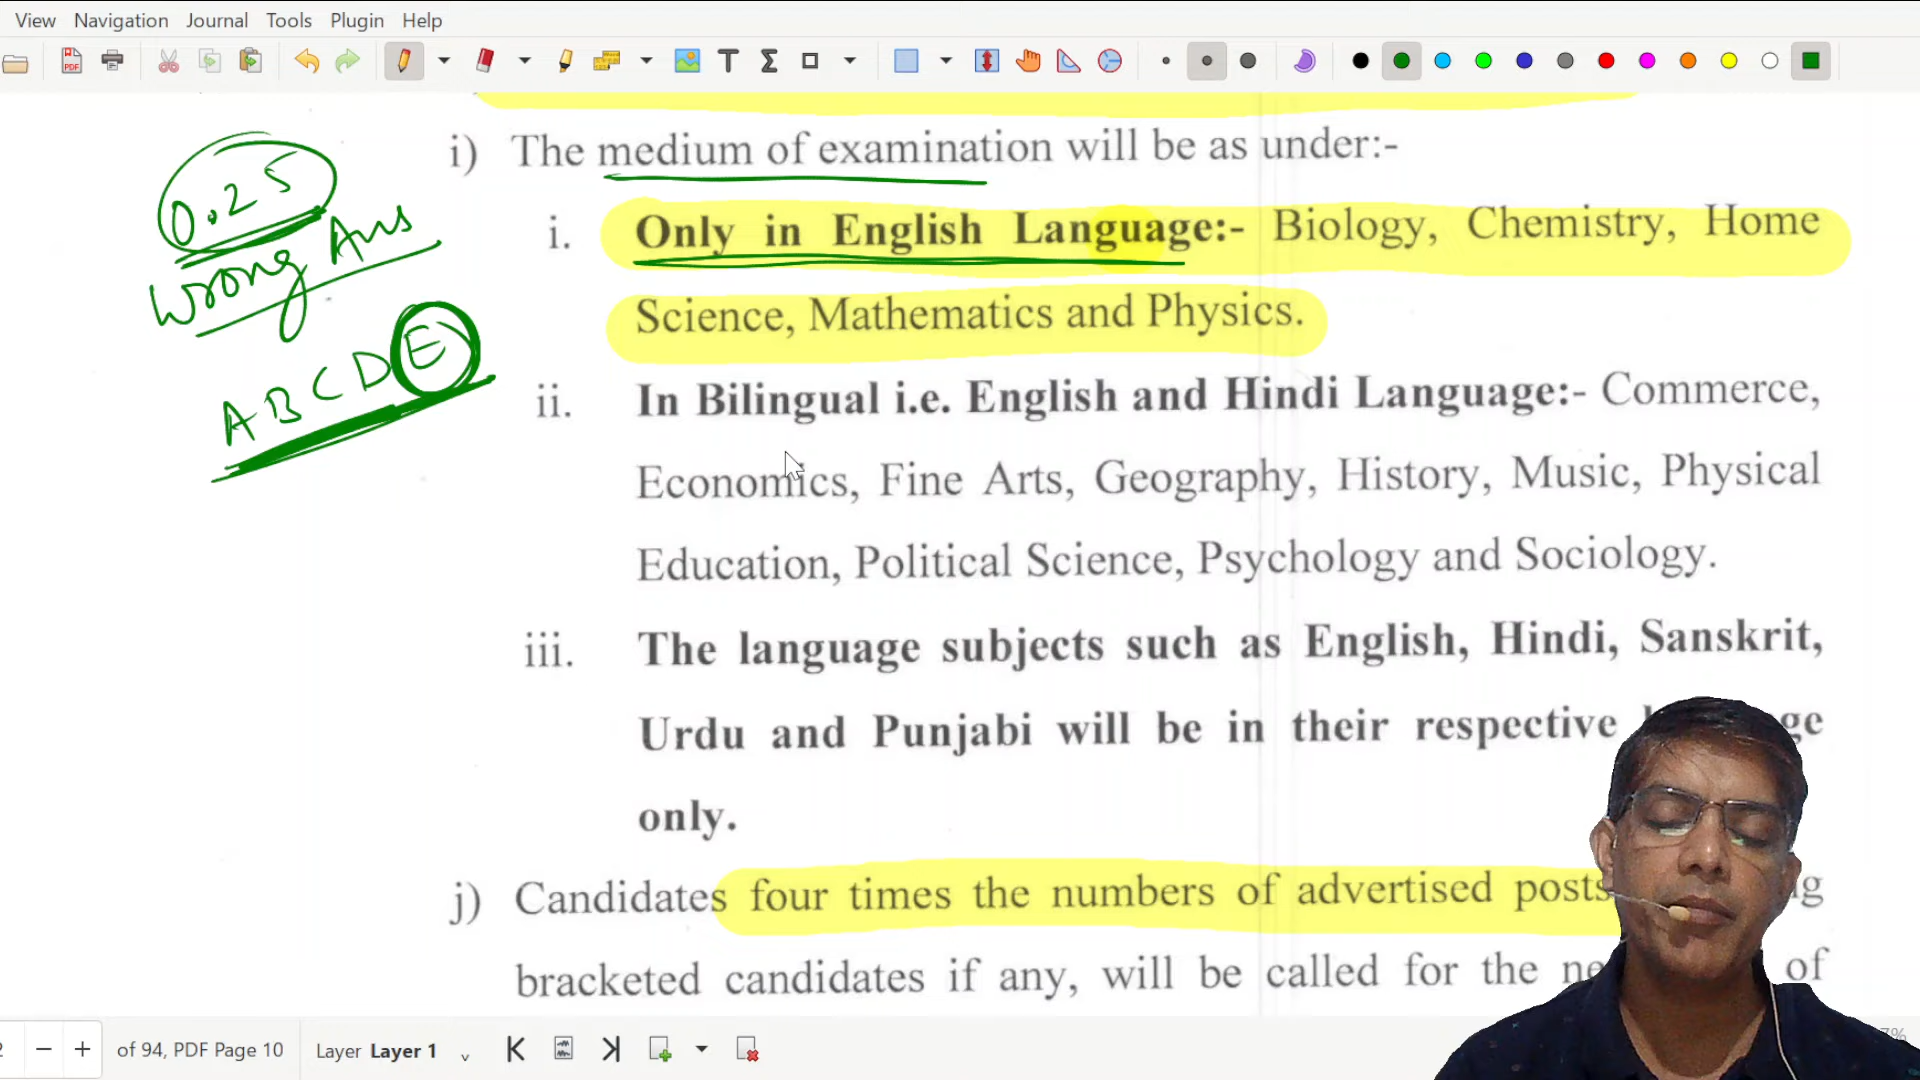 View Navigation Journal Tools Plugin Help
i) The medium of examination will be as under:-
0.25
Wrong Ans
A B C D E
i. Only in English Language:- Biology, Chemistry, Home
Science, Mathematics and Physics.
ii. In Bilingual i.e. English and Hindi Language:- Commerce,
Economics, Fine Arts, Geography, History, Music, Physical
Education, Political Science, Psychology and Sociology.
iii. The language subjects such as English, Hindi, Sanskrit,
Urdu and Punjabi will be in their respective
only.
j) Candidates four times the numbers of advertised posts
bracketed candidates if any, will be called for the of
of 94, PDF Page 10 Layer Layer 1